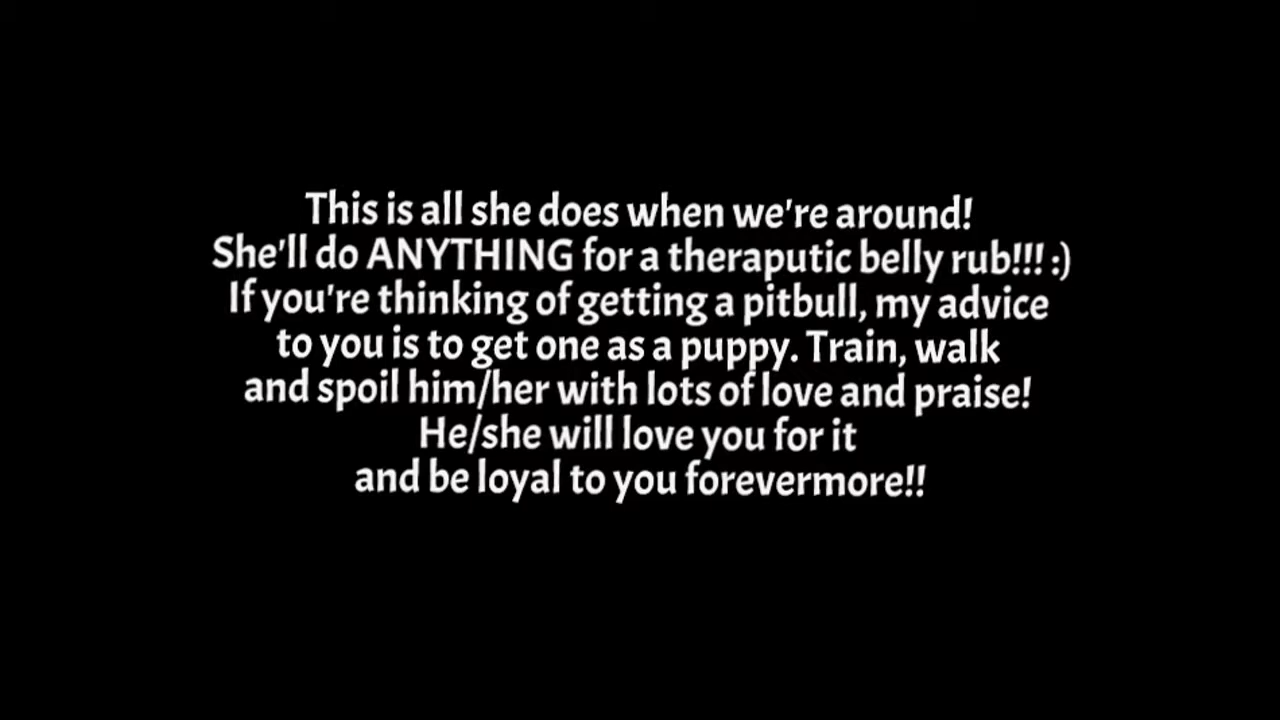 This is all she does when we're around!
She'll do ANYTHING for a theraputic belly rub!!! :)
If you're thinking of getting a pitbull, my advice
to you is to get one as a puppy. Train, walk
and spoil him/her with lots of love and praise!
He/she will love you for it
and be loyal to you forevermore!!